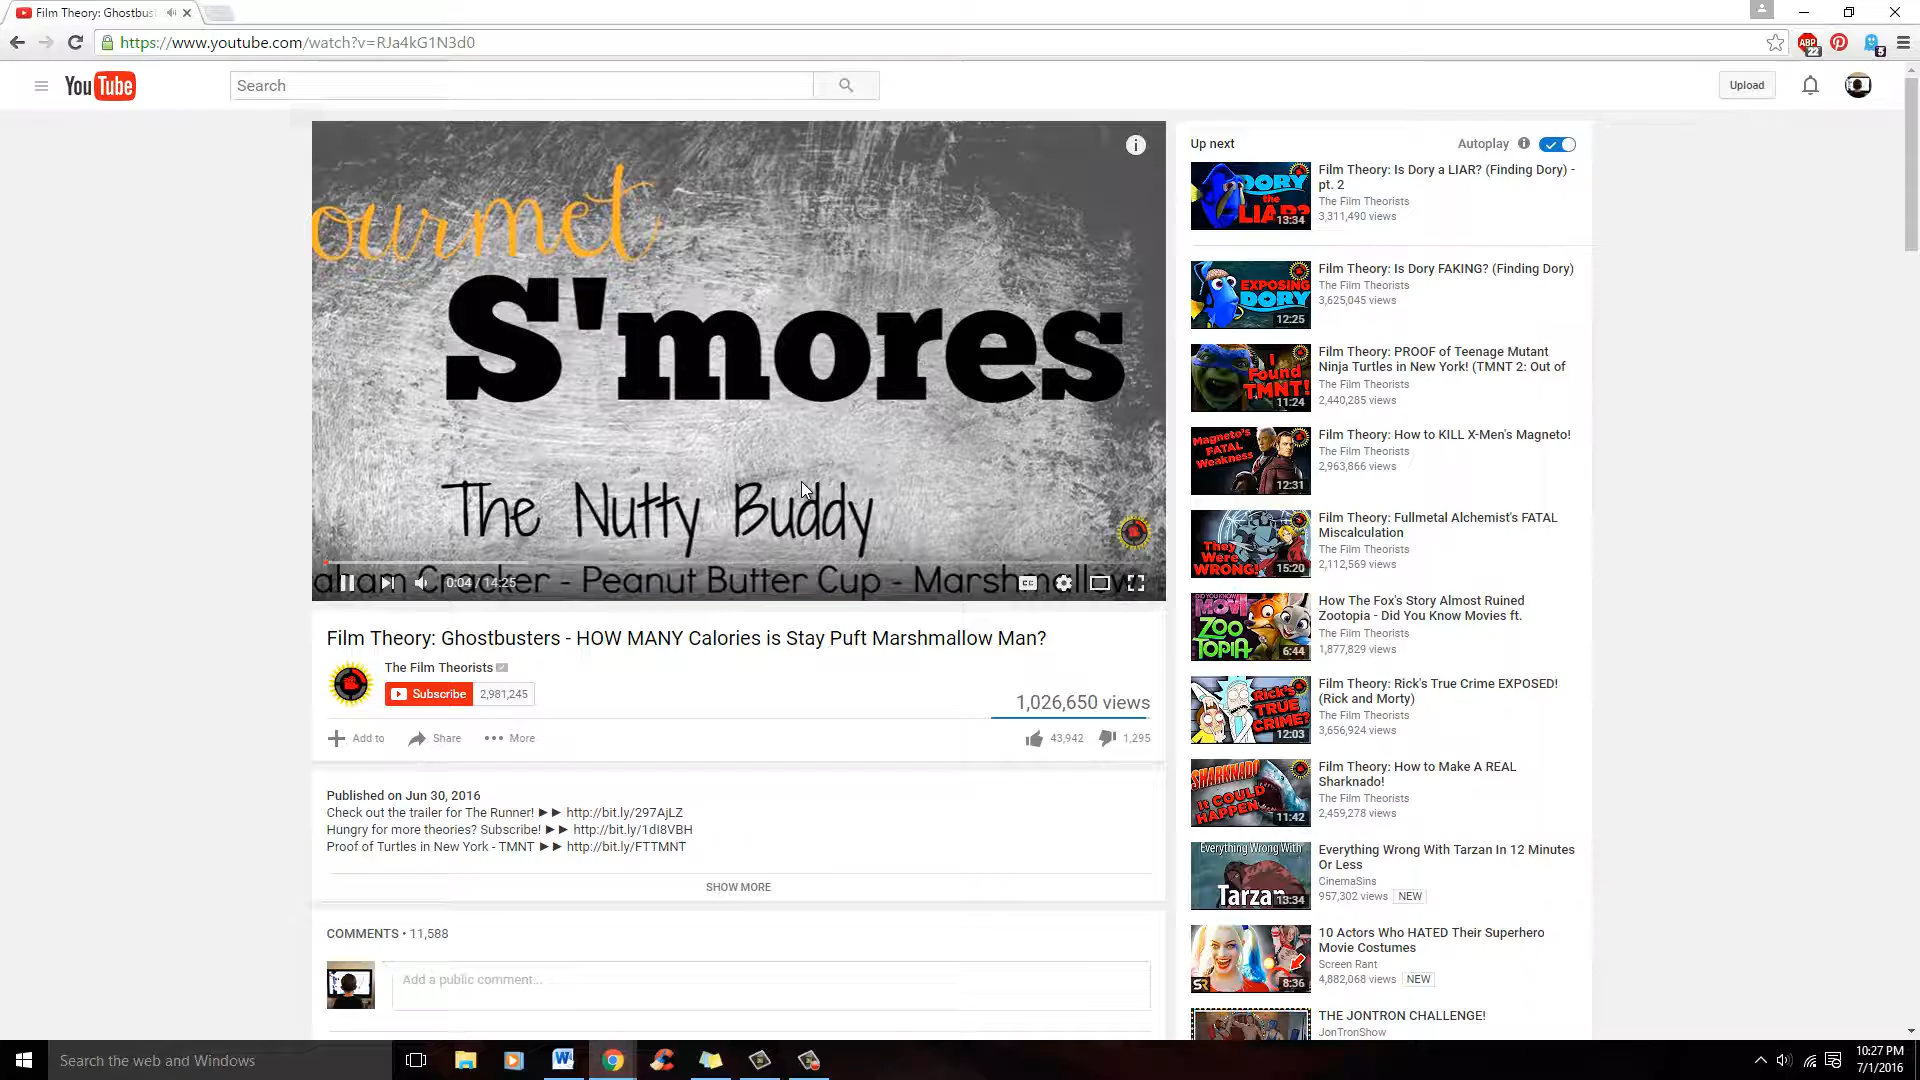 Film Theory: Ghostbust
https://www.youtube.com/watch?v=RJa4kG1N3d0
ABP
22
YouTube
Search
Upload
ourmet
S'mores
The Nutty Buddy
0:04 / 14:25
aham Cracker - Peanut Butter Cup - Marshmallow
CC
Film Theory: Ghostbusters - HOW MANY Calories is Stay Puft Marshmallow Man?
The Film Theorists
Subscribe 2,981,245
1,026,650 views
Add to Share More
43,942 1,295
Published on Jun 30, 2016
Check out the trailer for The Runner! ►► http://bit.ly/297AjLZ
Hungry for more theories? Subscribe! ►► http://bit.ly/1dI8VBH
Proof of Turtles in New York - TMNT ►► http://bit.ly/FTTMNT
SHOW MORE
COMMENTS • 11,588
Add a public comment...
Up next
Autoplay
DORY
the
LIAR?
13:34
Film Theory: Is Dory a LIAR? (Finding Dory) -
pt. 2
The Film Theorists
3,311,490 views
EXPOSING
DORY
12:25
Film Theory: Is Dory FAKING? (Finding Dory)
The Film Theorists
3,625,045 views
I
Found
TMNT!
11:24
Film Theory: PROOF of Teenage Mutant
Ninja Turtles in New York! (TMNT 2: Out of
The Film Theorists
2,440,285 views
Magneto's
FATAL
Weakness
12:31
Film Theory: How to KILL X-Men's Magneto!
The Film Theorists
2,963,866 views
They
Were
WRONG!
15:20
Film Theory: Fullmetal Alchemist's FATAL
Miscalculation
The Film Theorists
2,112,569 views
DID YOU KNOW
MOVIES
ZOO
TOPIA
6:44
How The Fox's Story Almost Ruined
Zootopia - Did You Know Movies ft.
The Film Theorists
1,877,829 views
Rick's
TRUE
CRIME?
12:03
Film Theory: Rick's True Crime EXPOSED!
(Rick and Morty)
The Film Theorists
3,656,924 views
SHARKNADO
It COULD
HAPPEN
11:42
Film Theory: How to Make A REAL
Sharknado!
The Film Theorists
2,459,278 views
Everything Wrong With
Tarzan
13:34
Everything Wrong With Tarzan In 12 Minutes
Or Less
CinemaSins
957,302 views NEW
SR
8:36
10 Actors Who HATED Their Superhero
Movie Costumes
Screen Rant
4,882,068 views NEW
THE JONTRON CHALLENGE!
JonTronShow
Search the web and Windows
10:27 PM
7/1/2016